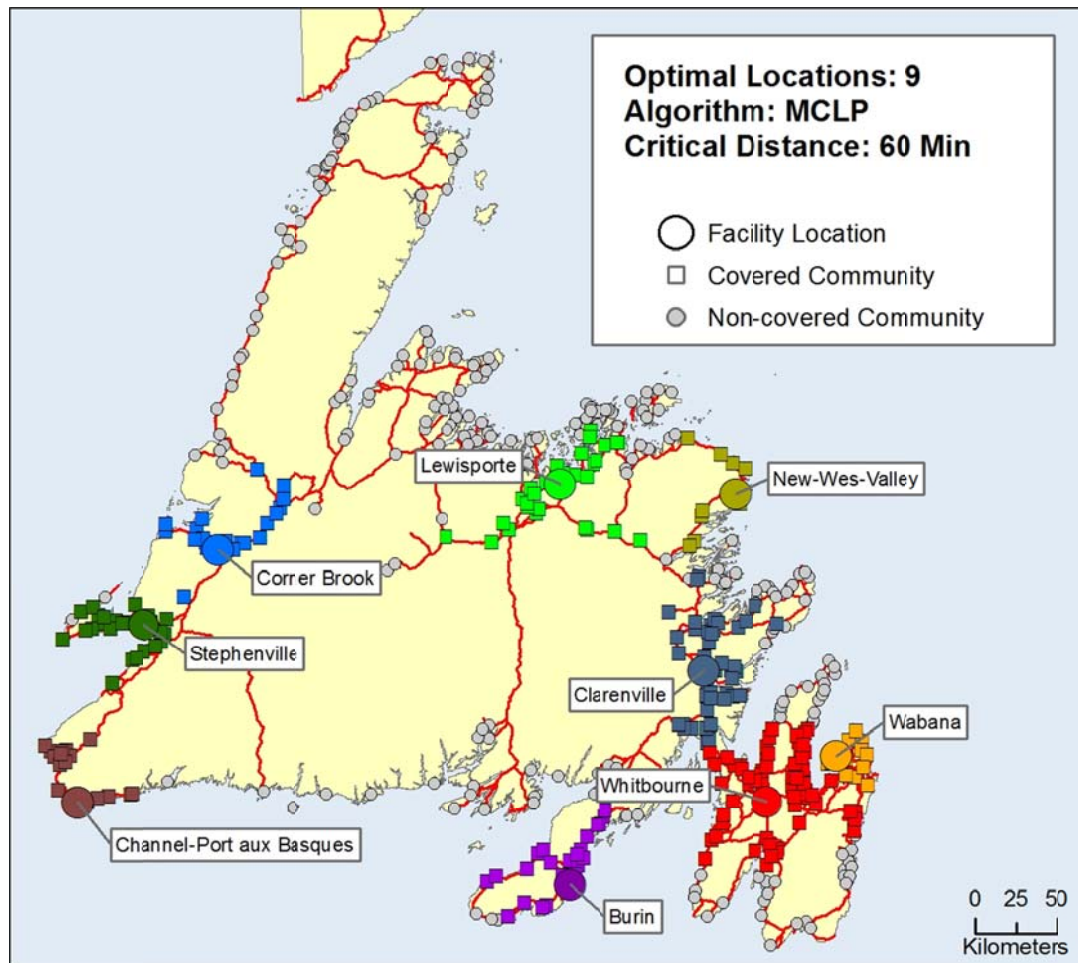 Optimal Locations: 9
Algorithm: MCLP
Critical Distance: 60 Min
Facility Location
Covered Community
Non-covered Community
Lewisporte
New-Wes-Valley
Corner Brook
Stephenville
Clarenville
Wabana
Whitbourne
Channel-Port aux Basques
Burin
0 25 50
Kilometers